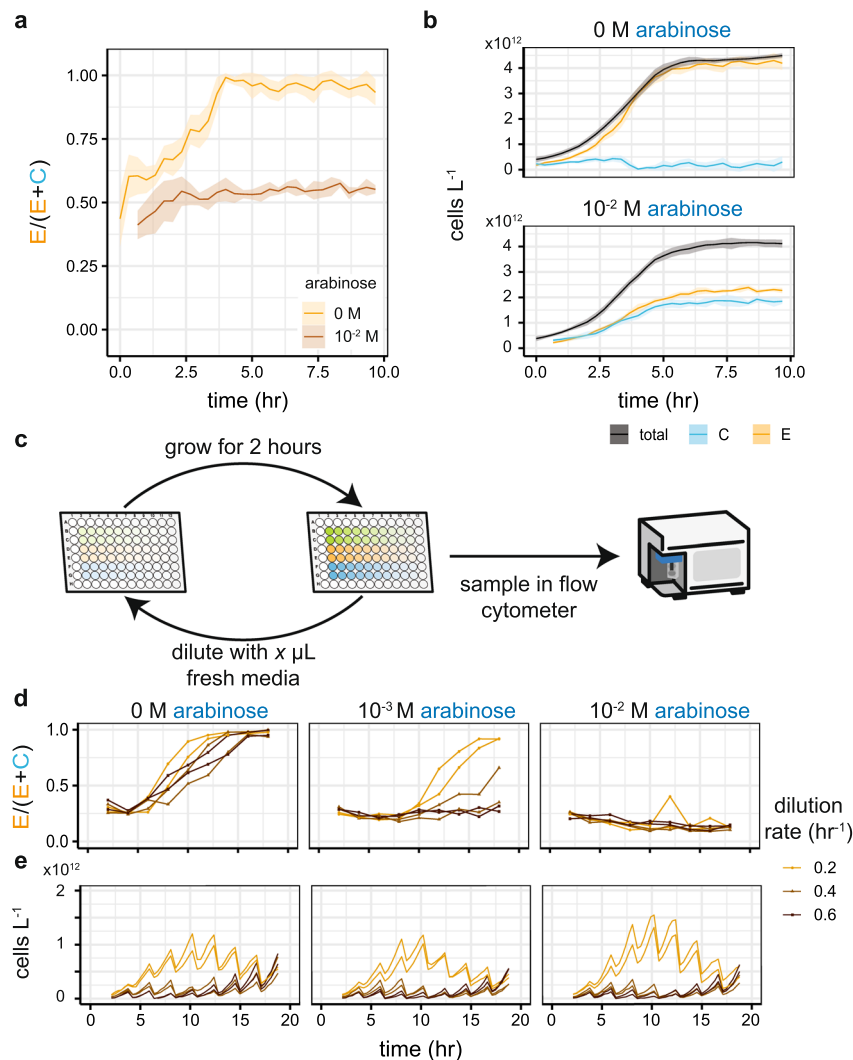 a
E/(E+C)
1.00
0.75
0.50
0.25
0.00
arabinose
0 M
10⁻² M
0.0 2.5 5.0 7.5 10.0
time (hr)
b
0 M arabinose
x10¹²
4
3
2
1
0
10⁻² M arabinose
x10¹²
4
3
2
1
0
cells L⁻¹
0.0 2.5 5.0 7.5 10.0
time (hr)
total C E
c
grow for 2 hours
dilute with x µL
fresh media
sample in flow
cytometer
d
0 M arabinose
10⁻³ M arabinose
10⁻² M arabinose
E/(E+C)
1.0
0.5
0.0
dilution
rate (hr⁻¹)
0.2
0.4
0.6
e
x10¹²
cells L⁻¹
2
1
0
0 5 10 15 20
0 5 10 15 20
0 5 10 15 20
time (hr)